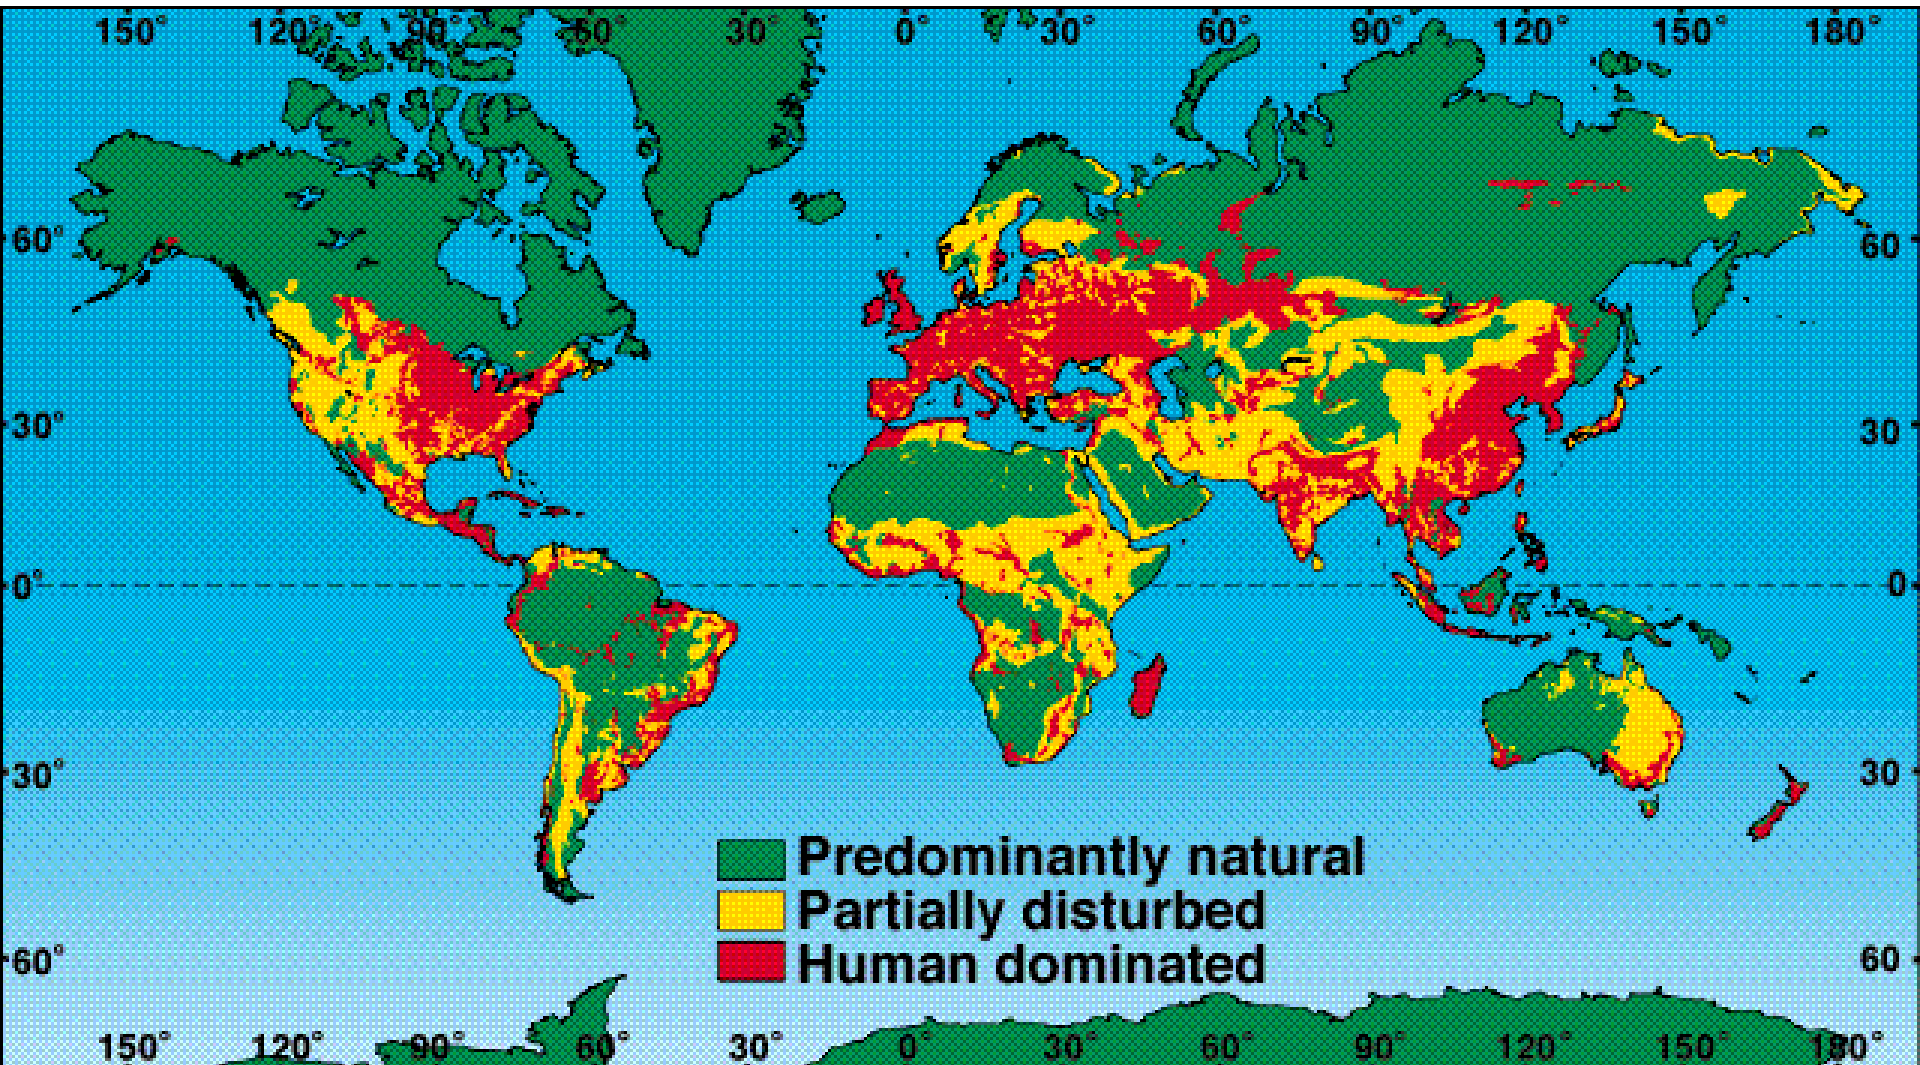 150° 120° 90° 60° 30° 0° 30° 60° 90° 120° 150° 180°
60° 60
30° 30
0° 0
30° 30
Predominantly natural
Partially disturbed
60° 60
Human dominated
150° 120° 90° 60° 30° 0° 30° 60° 90° 120° 150° 180°